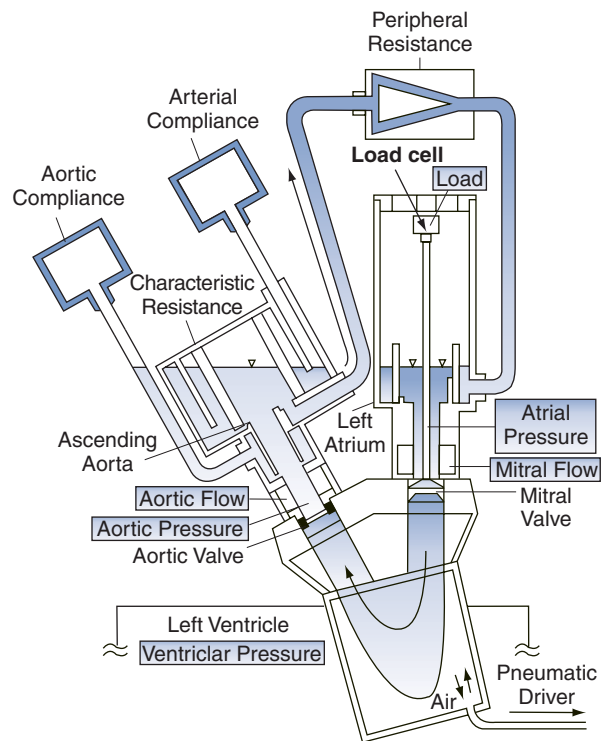 Peripheral
Resistance
Arterial
Compliance
Load cell
Load
Aortic
Compliance
Characteristic
Resistance
Left
Atrium
Atrial
Pressure
Ascending
Aorta
Mitral Flow
Aortic Flow
Mitral
Valve
Aortic Pressure
Aortic Valve
Left Ventricle
Ventriclar Pressure
Pneumatic
Driver
Air